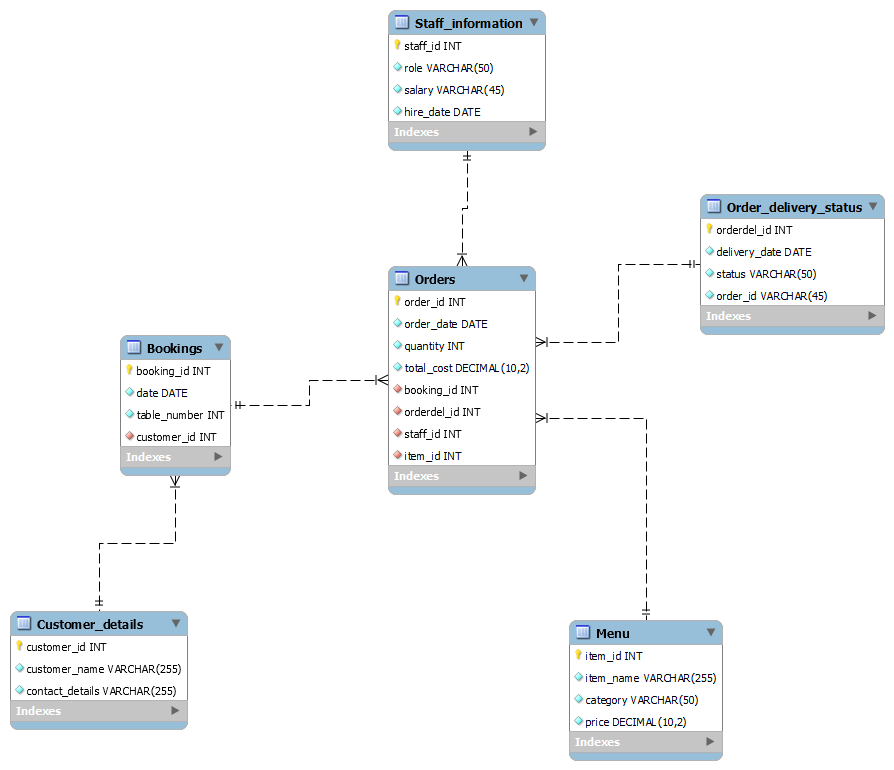 Staff_information
staff_id INT
role VARCHAR(50)
salary VARCHAR(45)
hire_date DATE
Indexes
Order_delivery_status
orderdel_id INT
delivery_date DATE
status VARCHAR(50)
order_id VARCHAR(45)
Indexes
Orders
order_id INT
order_date DATE
quantity INT
total_cost DECIMAL(10,2)
booking_id INT
orderdel_id INT
staff_id INT
item_id INT
Indexes
Bookings
booking_id INT
date DATE
table_number INT
customer_id INT
Indexes
Customer_details
customer_id INT
customer_name VARCHAR(255)
contact_details VARCHAR(255)
Indexes
Menu
item_id INT
item_name VARCHAR(255)
category VARCHAR(50)
price DECIMAL(10,2)
Indexes